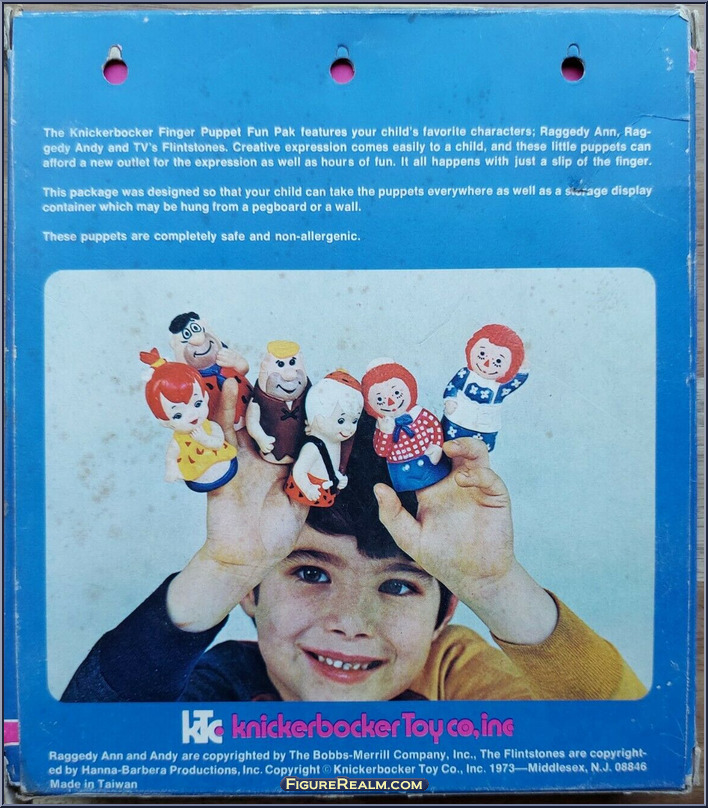 The Knickerbocker Finger Puppet Fun Pak features your child's favorite characters; Raggedy Ann, Rag-
gedy Andy and TV's Flintstones. Creative expression comes easily to a child, and these little puppets can
afford a new outlet for the expression as well as hours of fun. It all happens with just a slip of the finger.
This package was designed so that your child can take the puppets everywhere as well as a storage display
container which may be hung from a pegboard or a wall.
These puppets are completely safe and non-allergenic.
KTC knickerbocker Toy co, inc
Raggedy Ann and Andy are copyrighted by The Bobbs-Merrill Company, Inc., The Flintstones are copyright-
ed by Hanna-Barbera Productions, Inc. Copyright © Knickerbocker Toy Co., Inc. 1973—Middlesex, N.J. 08846
Made in Taiwan
FigureRealm.com